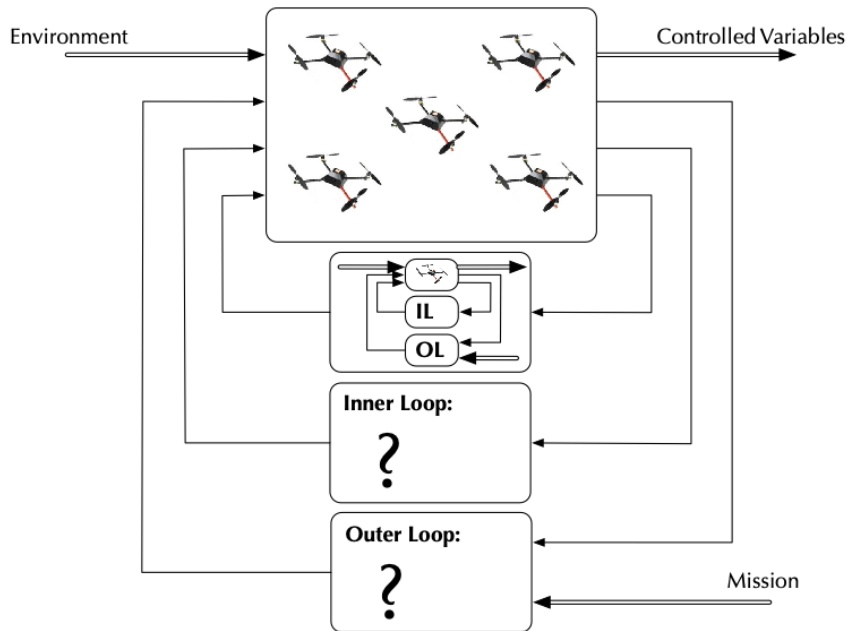 Environment
Controlled Variables
IL
OL
Inner Loop:
?
Outer Loop:
?
Mission